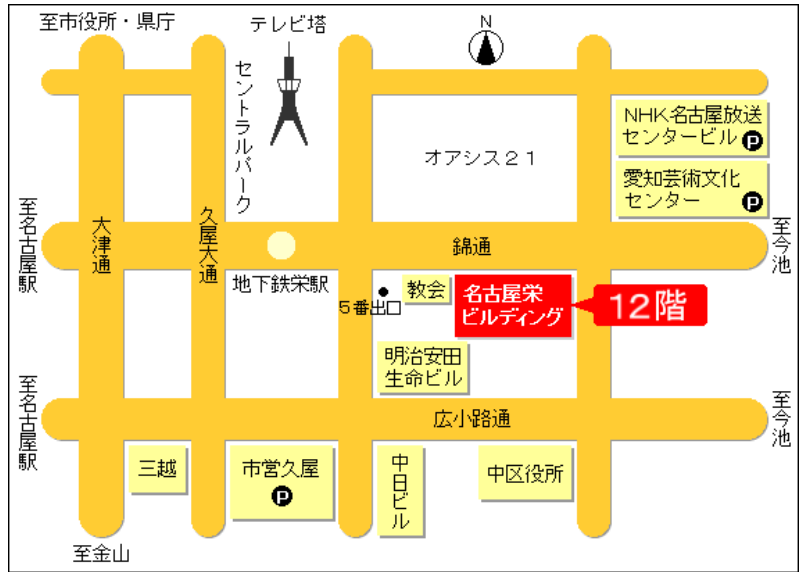 至市役所・県庁
テレビ塔
N
セントラルパーク
NHK名古屋放送
センタービル P
オアシス21
愛知芸術文化
センター P
至名古屋駅
大津通
久屋大通
錦通
至今池
地下鉄栄駅
5番出口
教会
名古屋栄
ビルディング
12階
明治安田
生命ビル
至名古屋駅
広小路通
至今池
三越
市営久屋
P
中日ビル
中区役所
至金山